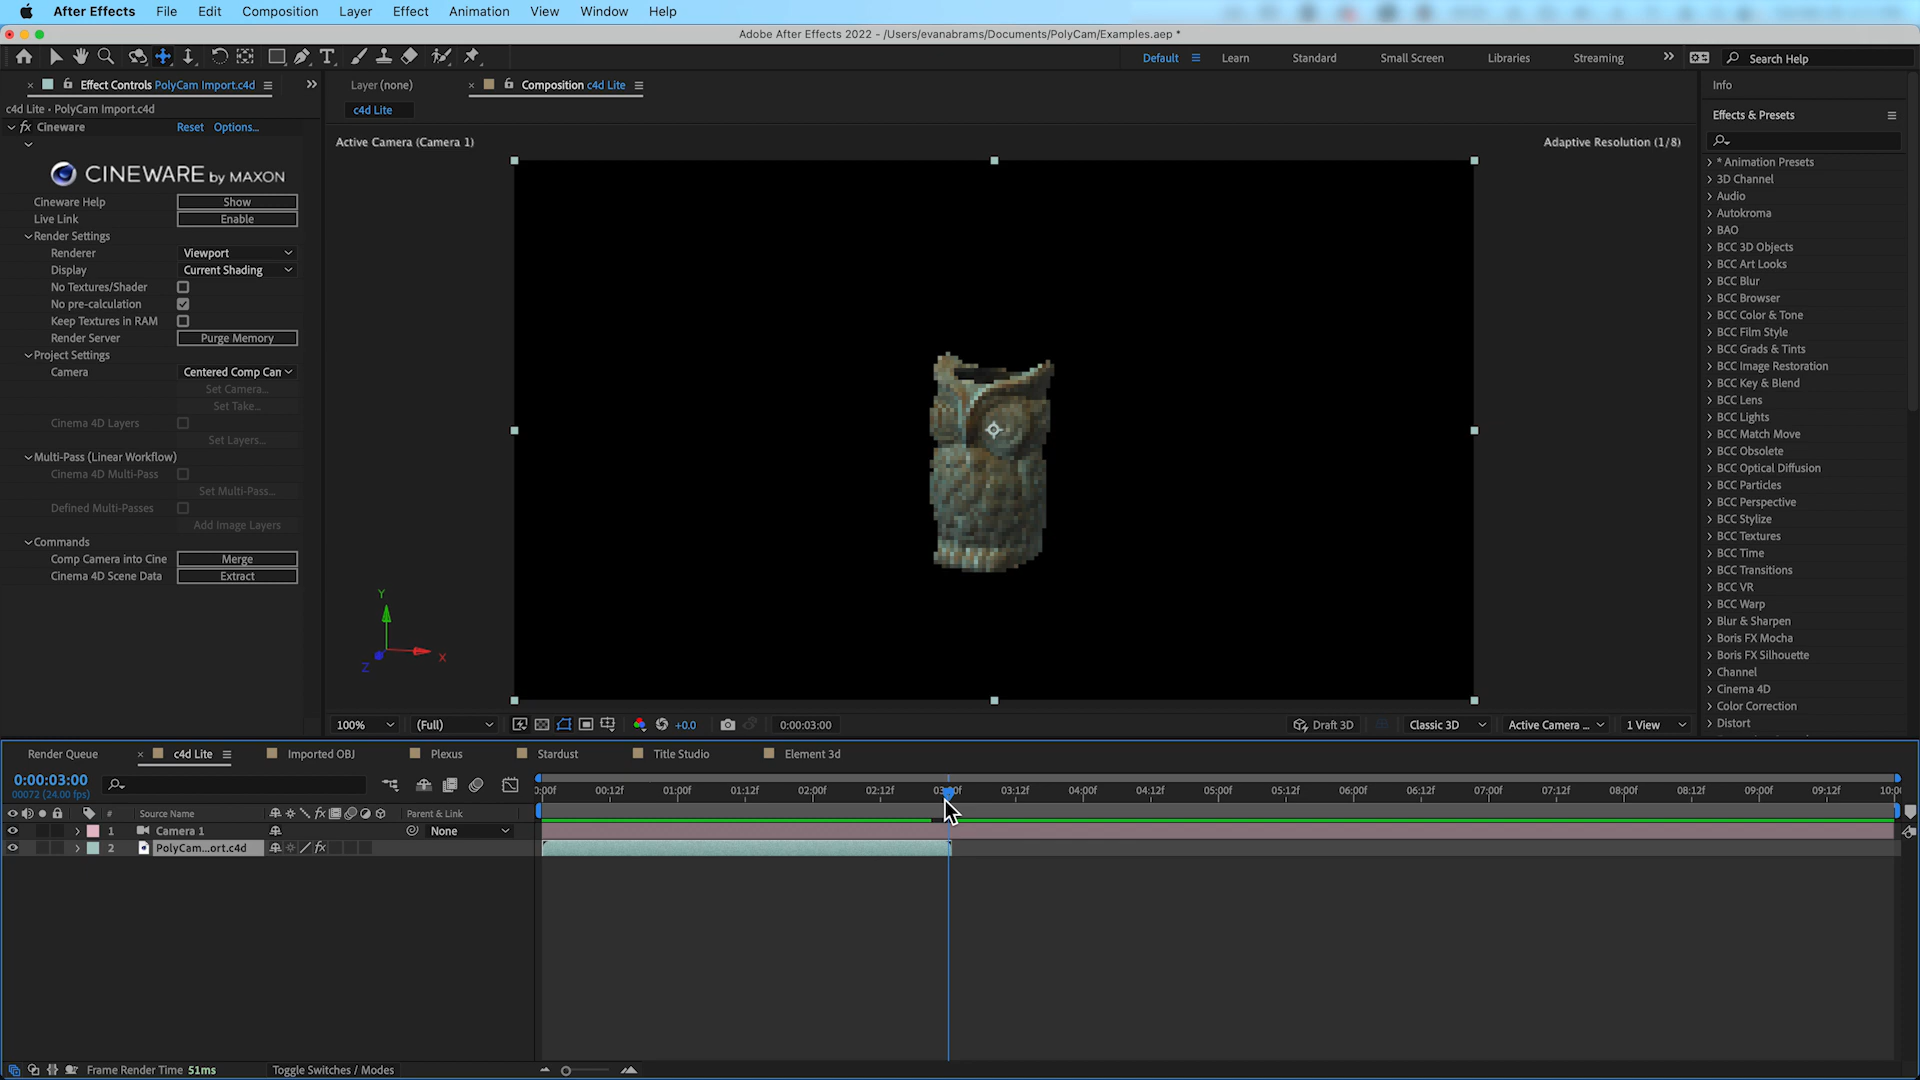 After Effects File Edit Composition Layer Effect Animation View Window Help
Adobe After Effects 2022 - /Users/evanabrams/Documents/PolyCam/Examples.aep *
Default Learn Standard Small Screen Libraries Streaming Search Help
Effect Controls PolyCam Import.c4d
Layer (none)
Composition c4d Lite
Info
c4d Lite • PolyCam Import.c4d
c4d Lite
Effects & Presets
fx Cineware Reset Options...
Active Camera (Camera 1)
Adaptive Resolution (1/8)
CINEWARE by MAXON
Cineware Help Show
Live Link Enable
Render Settings
Renderer Viewport
Display Current Shading
No Textures/Shader
No pre-calculation
Keep Textures in RAM
Render Server Purge Memory
Project Settings
Camera Centered Comp Can
Set Camera...
Set Take...
Cinema 4D Layers
Set Layers...
Multi-Pass (Linear Workflow)
Cinema 4D Multi-Pass
Set Multi-Pass...
Defined Multi-Passes
Add Image Layers
Commands
Comp Camera into Cine Merge
Cinema 4D Scene Data Extract
Y
X
Z
* Animation Presets
3D Channel
Audio
Autokroma
BAO
BCC 3D Objects
BCC Art Looks
BCC Blur
BCC Browser
BCC Color & Tone
BCC Film Style
BCC Grads & Tints
BCC Image Restoration
BCC Key & Blend
BCC Lens
BCC Lights
BCC Match Move
BCC Obsolete
BCC Optical Diffusion
BCC Particles
BCC Perspective
BCC Stylize
BCC Textures
BCC Time
BCC Transitions
BCC VR
BCC Warp
Blur & Sharpen
Boris FX Mocha
Boris FX Silhouette
Channel
Cinema 4D
Color Correction
Distort
100% (Full) +0.0 0:00:03:00 Draft 3D Classic 3D Active Camera ... 1 View
Render Queue c4d Lite Imported OBJ Plexus Stardust Title Studio Element 3d
0:00:03:00
00072 (24.00 fps)
0:00f 00:12f 01:00f 01:12f 02:00f 02:12f 03:12f 04:00f 04:12f 05:00f 05:12f 06:00f 06:12f 07:00f 07:12f 08:00f 08:12f 09:00f 09:12f 10:0
# Source Name fx Parent & Link
1 Camera 1 None
2 PolyCam...ort.c4d fx
Frame Render Time 51ms Toggle Switches / Modes